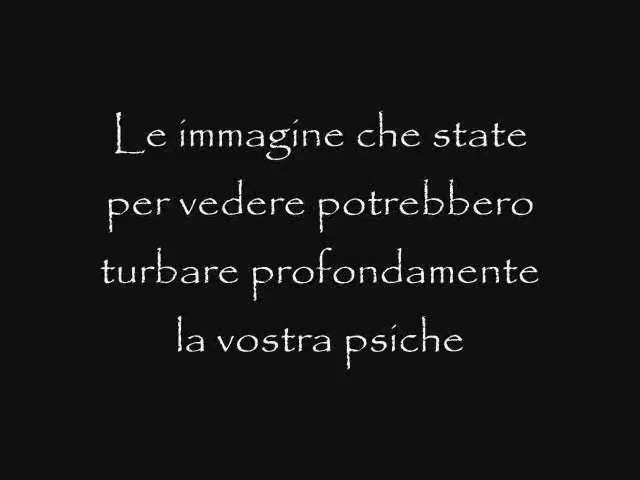 Le immagine che state
per vedere potrebbero
turbare profondamente
la vostra psiche